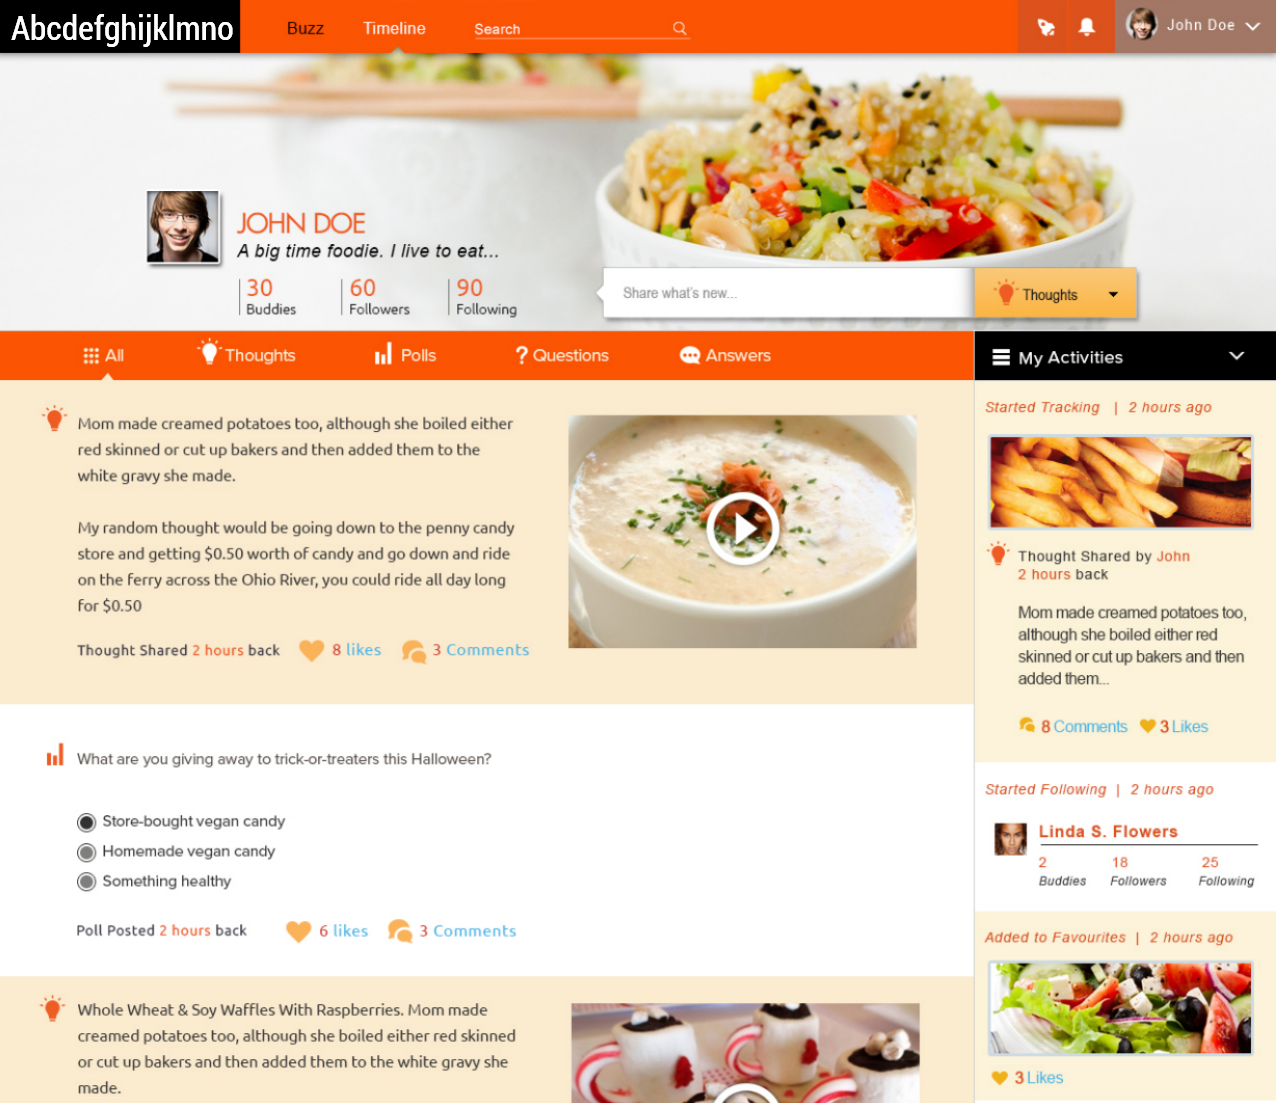 Abcdefghijklmno
Buzz
Timeline
Search
John Doe
JOHN DOE
A big time foodie. I live to eat...
30
Buddies
60
Followers
90
Following
Share what's new...
Thoughts
All
Thoughts
Polls
? Questions
Answers
My Activities
Mom made creamed potatoes too, although she boiled either
red skinned or cut up bakers and then added them to the
white gravy she made.
My random thought would be going down to the penny candy
store and getting $0.50 worth of candy and go down and ride
on the ferry across the Ohio River, you could ride all day long
for $0.50
Thought Shared 2 hours back
8 likes
3 Comments
What are you giving away to trick-or-treaters this Halloween?
Store-bought vegan candy
Homemade vegan candy
Something healthy
Poll Posted 2 hours back
6 likes
3 Comments
Whole Wheat & Soy Waffles With Raspberries. Mom made
creamed potatoes too, although she boiled either red skinned
or cut up bakers and then added them to the white gravy she
made.
Started Tracking | 2 hours ago
Thought Shared by John
2 hours back
Mom made creamed potatoes too,
although she boiled either red
skinned or cut up bakers and then
added them...
8 Comments
3 Likes
Started Following | 2 hours ago
Linda S. Flowers
2
Buddies
18
Followers
25
Following
Added to Favourites | 2 hours ago
3 Likes